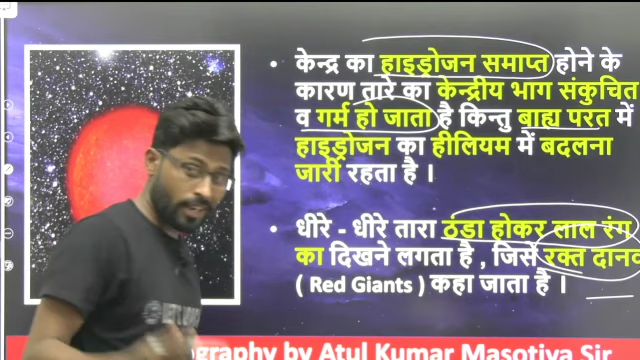 • केन्द्र का हाइड्रोजन समाप्त होने के
कारण तारे का केन्द्रीय भाग संकुचित
व गर्म हो जाता है किन्तु बाह्य परत में
हाइड्रोजन का हीलियम में बदलना
जारी रहता है ।
• धीरे - धीरे तारा ठंडा होकर लाल रंग
का दिखने लगता है , जिसे रक्त दानव
( Red Giants ) कहा जाता है ।
by Atul Kumar Masotiya Sir